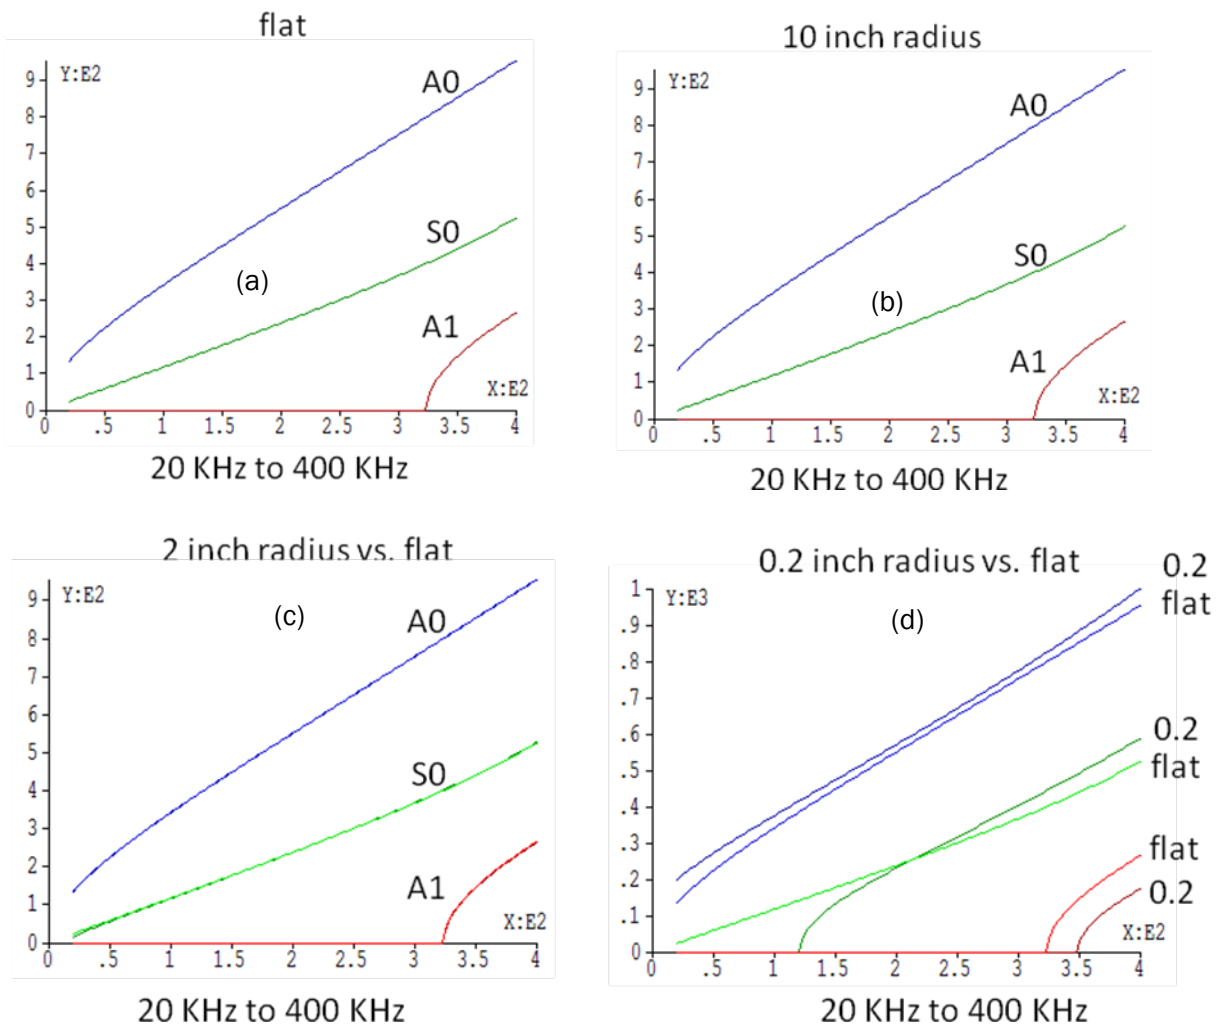 flat
Y:E2
9
8
7
6
5
4
3
2
1
0
A0
S0
(a)
A1
X:E2
0 .5 1 1.5 2 2.5 3 3.5 4
20 KHz to 400 KHz
10 inch radius
Y:E2
9
8
7
6
5
4
3
2
1
0
A0
S0
(b)
A1
X:E2
0 .5 1 1.5 2 2.5 3 3.5 4
20 KHz to 400 KHz
2 inch radius vs. flat
Y:E2
9
8
7
6
5
4
3
2
1
0
(c)
A0
S0
A1
X:E2
0 .5 1 1.5 2 2.5 3 3.5 4
20 KHz to 400 KHz
0.2 inch radius vs. flat
Y:E3
1
.9
.8
.7
.6
.5
.4
.3
.2
.1
0
(d)
0.2
flat
0.2
flat
flat
0.2
X:E2
0 .5 1 1.5 2 2.5 3 3.5 4
20 KHz to 400 KHz